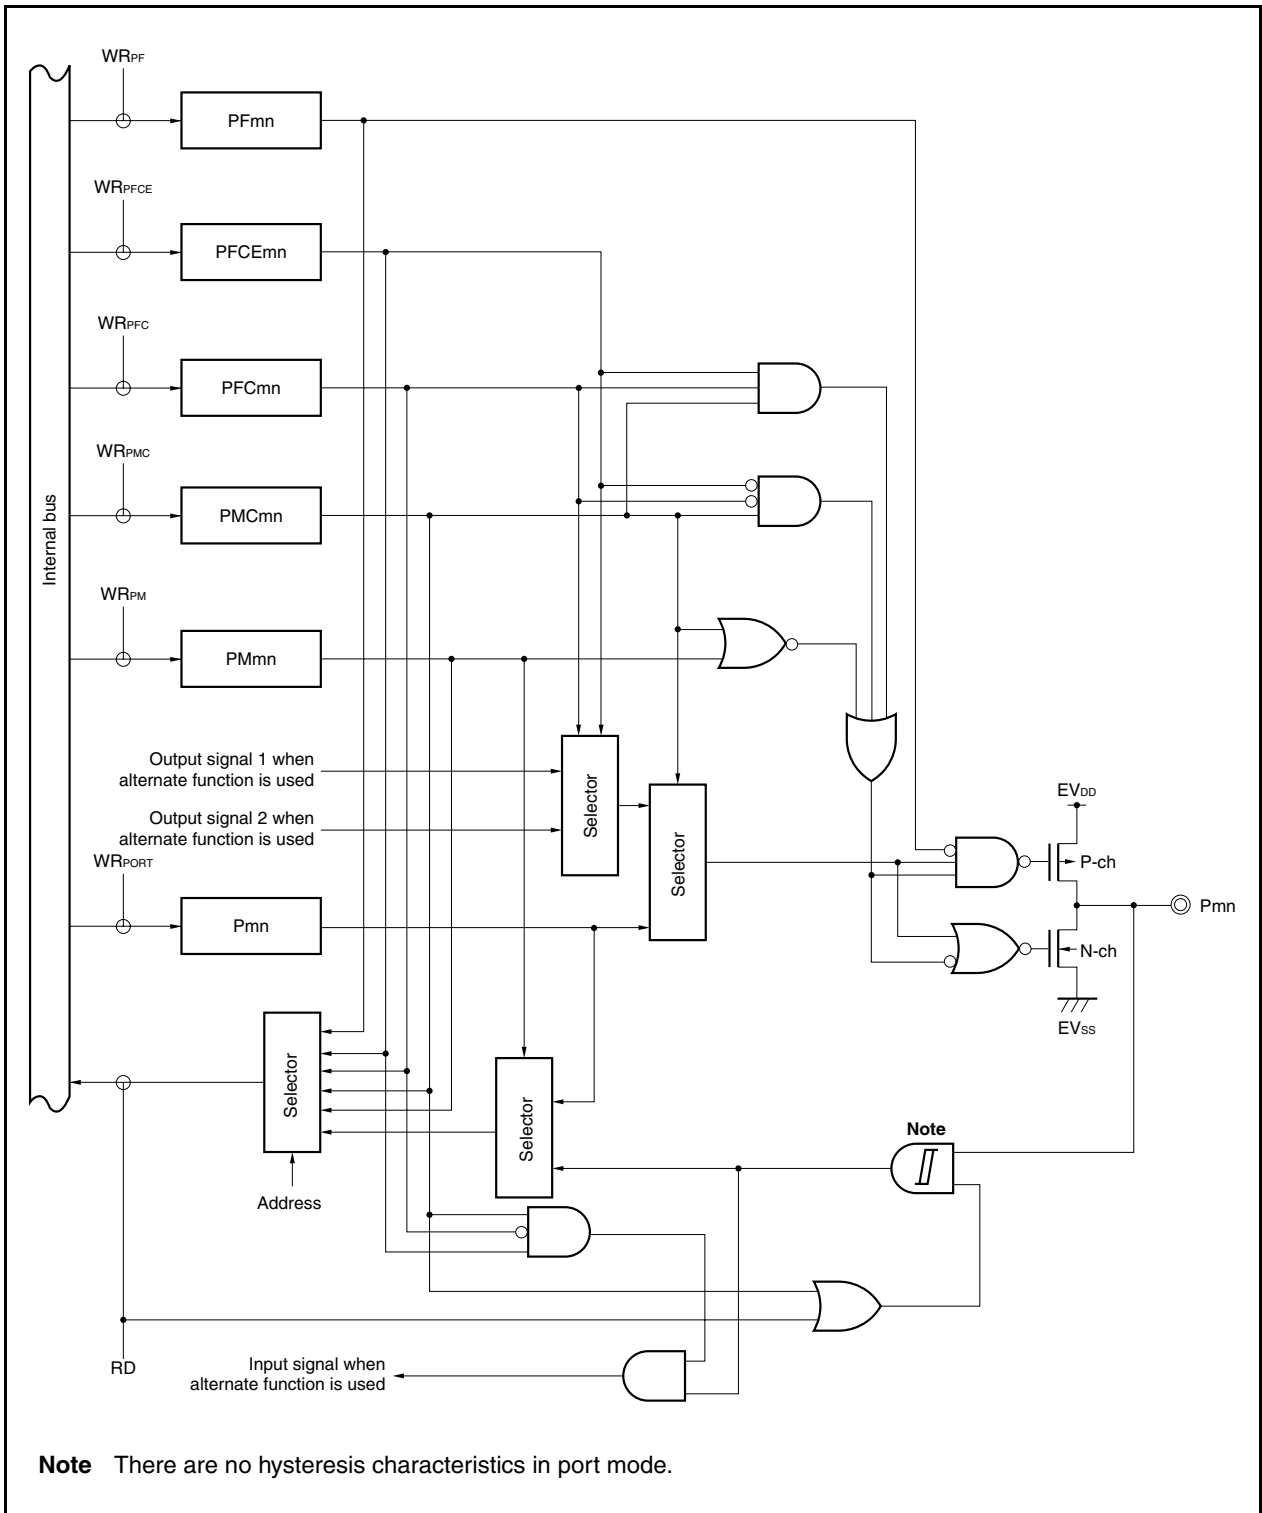 WRPF
PFmn
WRPFCE
PFCEmn
WRPFC
PFCmn
WRPMC
PMCmn
Internal bus
WRPM
PMmn
Output signal 1 when
alternate function is used
Output signal 2 when
alternate function is used
Selector
Selector
EVDD
P-ch
WRPORT
Pmn
Pmn
N-ch
EVSS
Selector
Selector
Note
Address
RD
Input signal when
alternate function is used
Note There are no hysteresis characteristics in port mode.